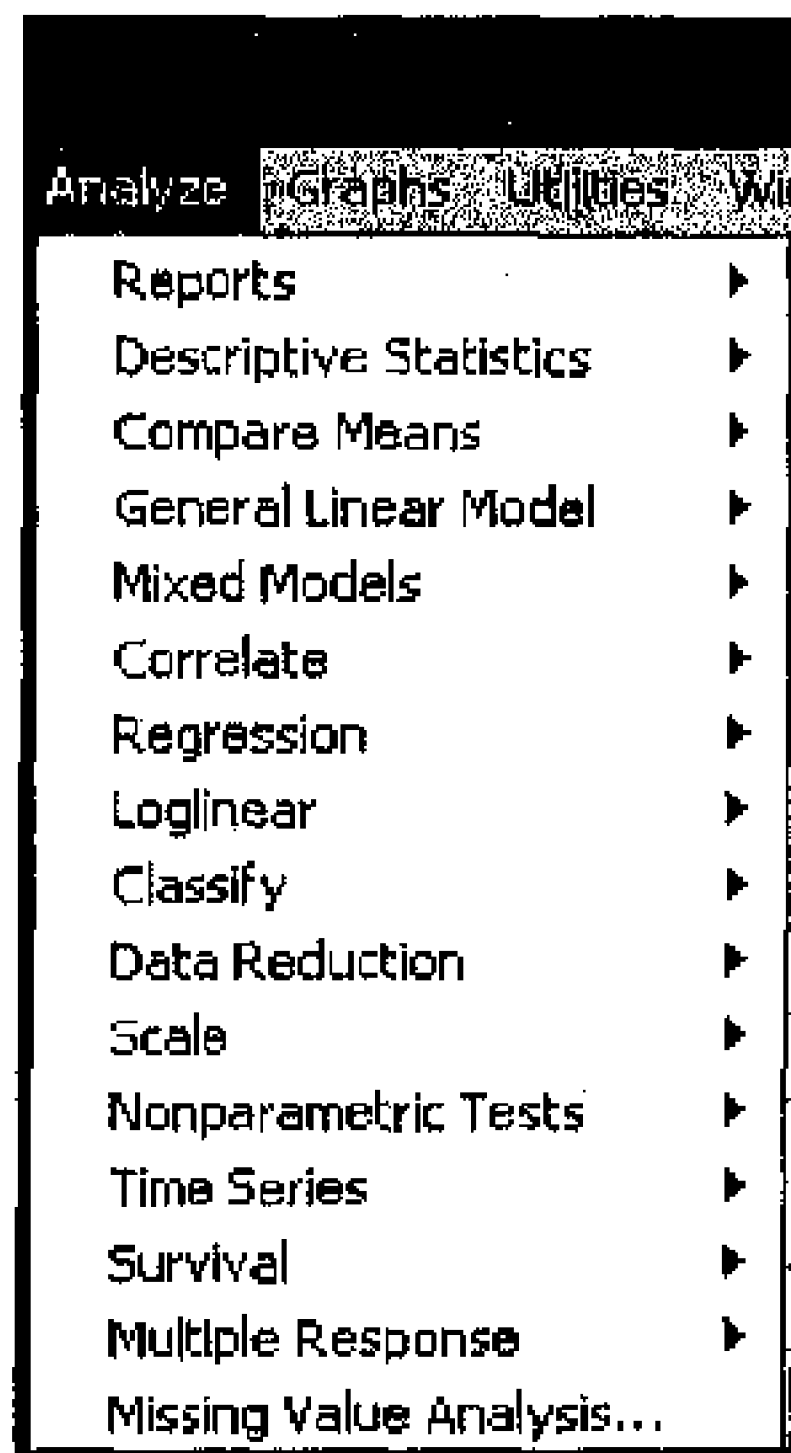 Analyze Graphs Utilities Wi
Reports
Descriptive Statistics
Compare Means
General Linear Model
Mixed Models
Correlate
Regression
Loglinear
Classify
Data Reduction
Scale
Nonparametric Tests
Time Series
Survival
Multiple Response
Missing Value Analysis...